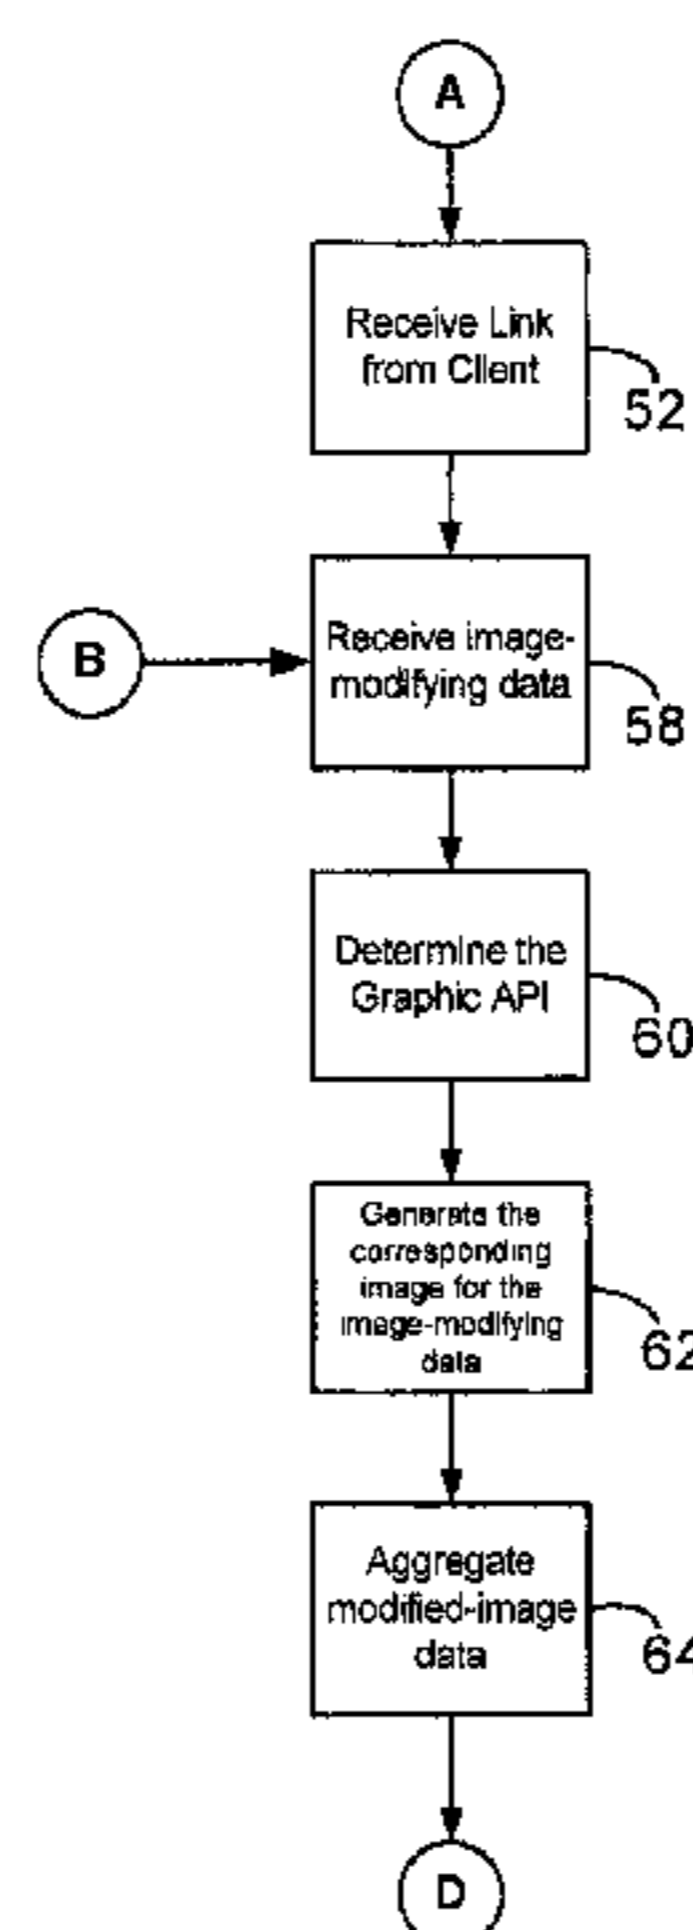 A
Receive Link
from Client
52
B
Receive image-
modifying data
58
Determine the
Graphic API
60
Generate the
corresponding
image for the
image-modifying
data
62
Aggregate
modified-image
data
64
D